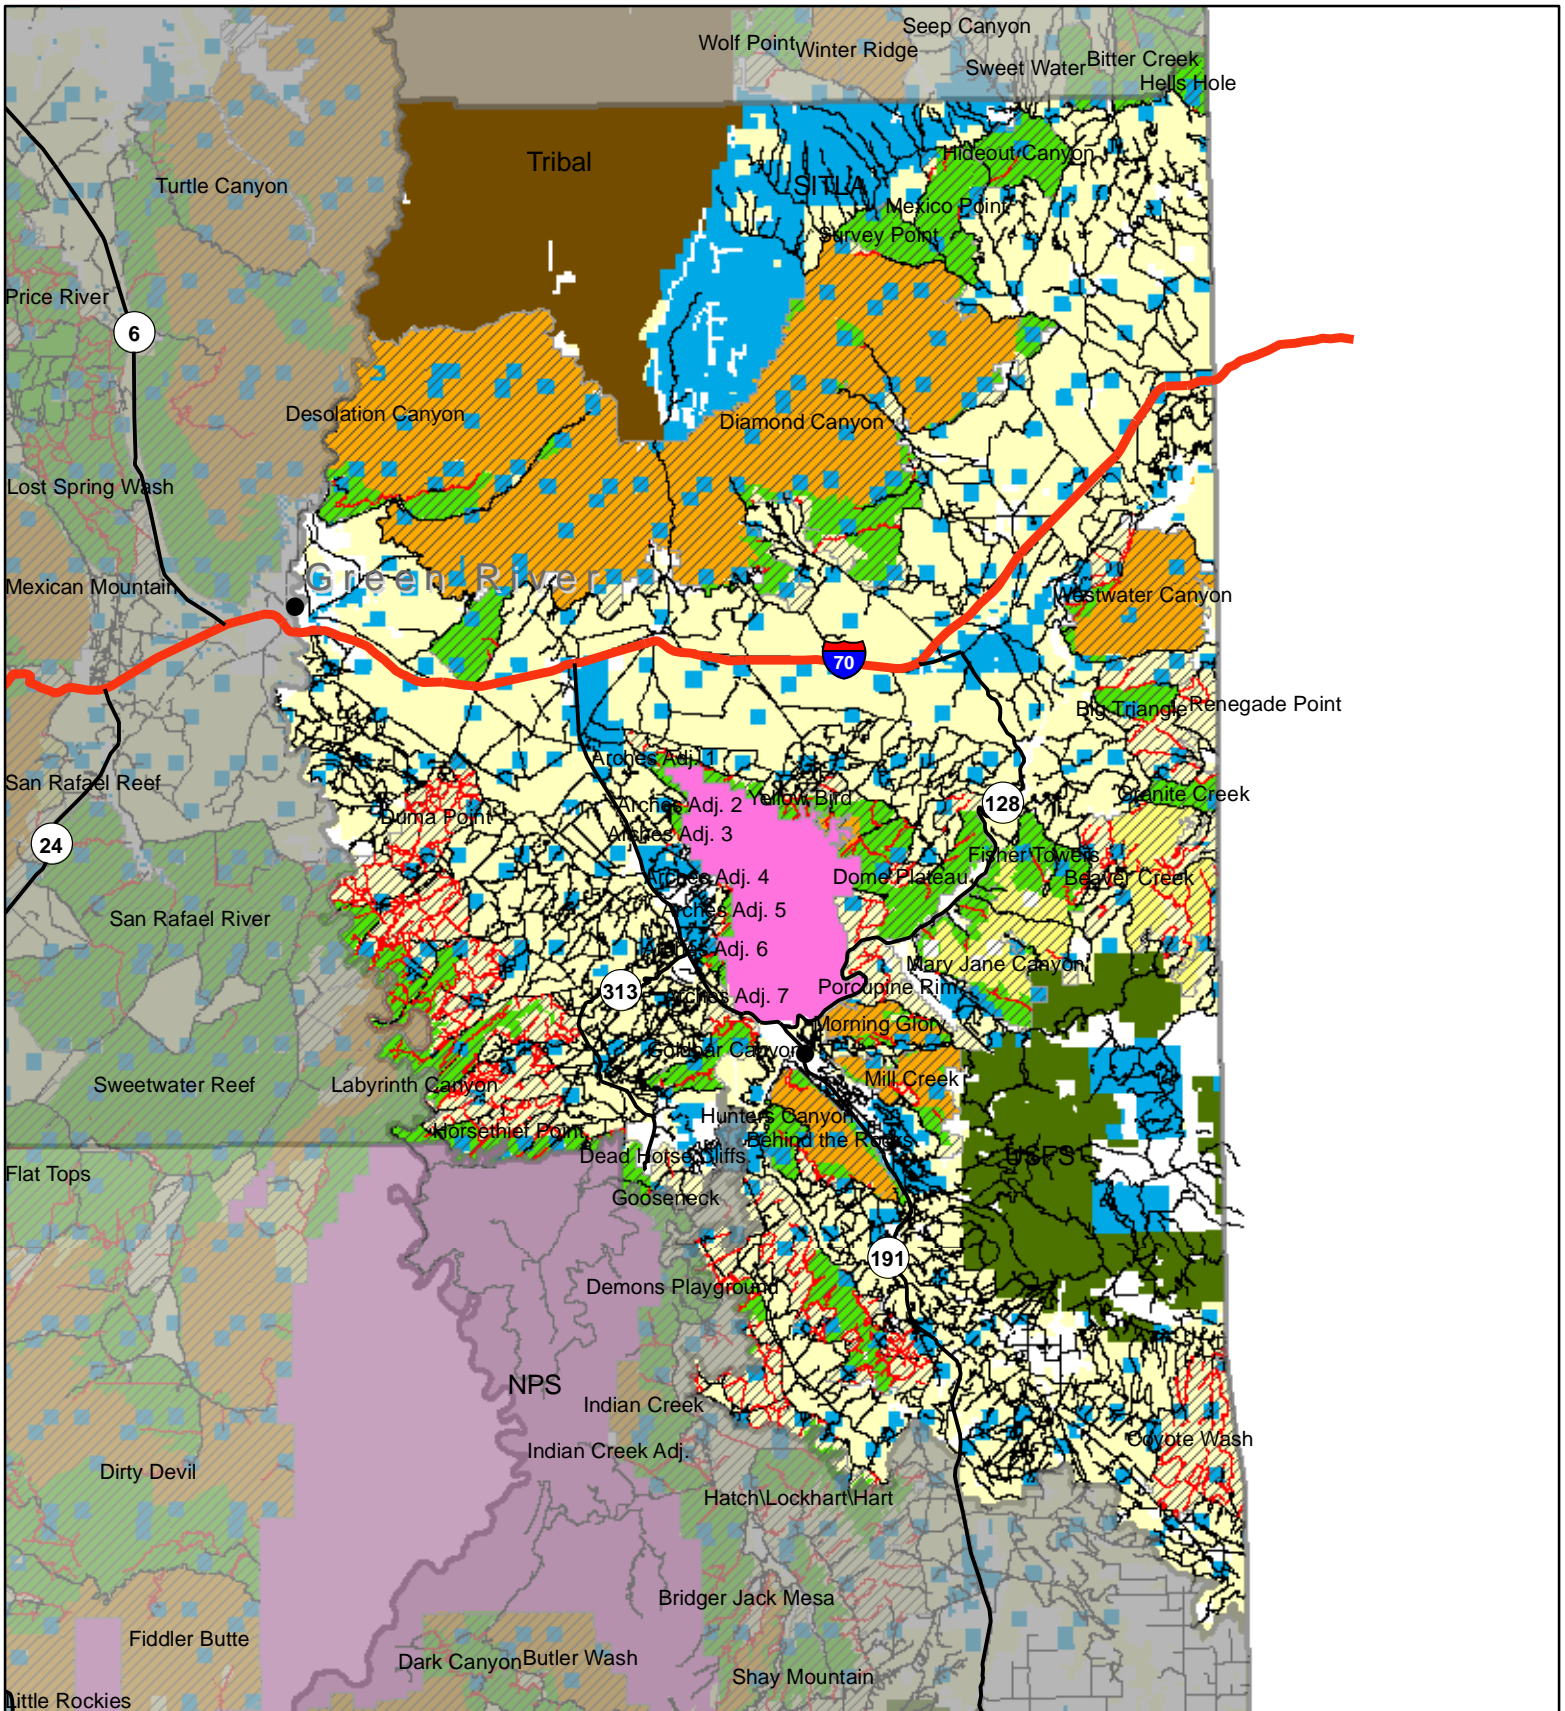 Seep Canyon
Wolf Point
Winter Ridge
Bitter Creek
Sweet Water
Hells Hole
Tribal
Hideout Canyon
Turtle Canyon
SITLA
Mexico Point
Survey Point
Price River
6
Desolation Canyon
Diamond Canyon
Lost Spring Wash
Green River
Mexican Mountain
Westwater Canyon
70
Big Triangle
Renegade Point
Arches Adj. 1
San Rafael Reef
Granite Creek
Arches Adj. 2
Yellow Bird
128
Duma Point
Arches Adj. 3
24
Fisher Towers
Arches Adj. 4
Dome Plateau
Beaver Creek
San Rafael River
Arches Adj. 5
Arches Adj. 6
Mary Jane Canyon
313
Arches Adj. 7
Porcupine Rim
Morning Glory
Goldbar Canyon
Sweetwater Reef
Labyrinth Canyon
Mill Creek
Hunters Canyon
Horsethief Point
Behind the Rocks
Dead Horse Cliffs
USFS
Flat Tops
Gooseneck
191
Demons Playground
NPS
Indian Creek
Coyote Wash
Indian Creek Adj.
Dirty Devil
Hatch\Lockhart\Hart
Bridger Jack Mesa
Fiddler Butte
Dark Canyon
Butler Wash
Shay Mountain
Little Rockies